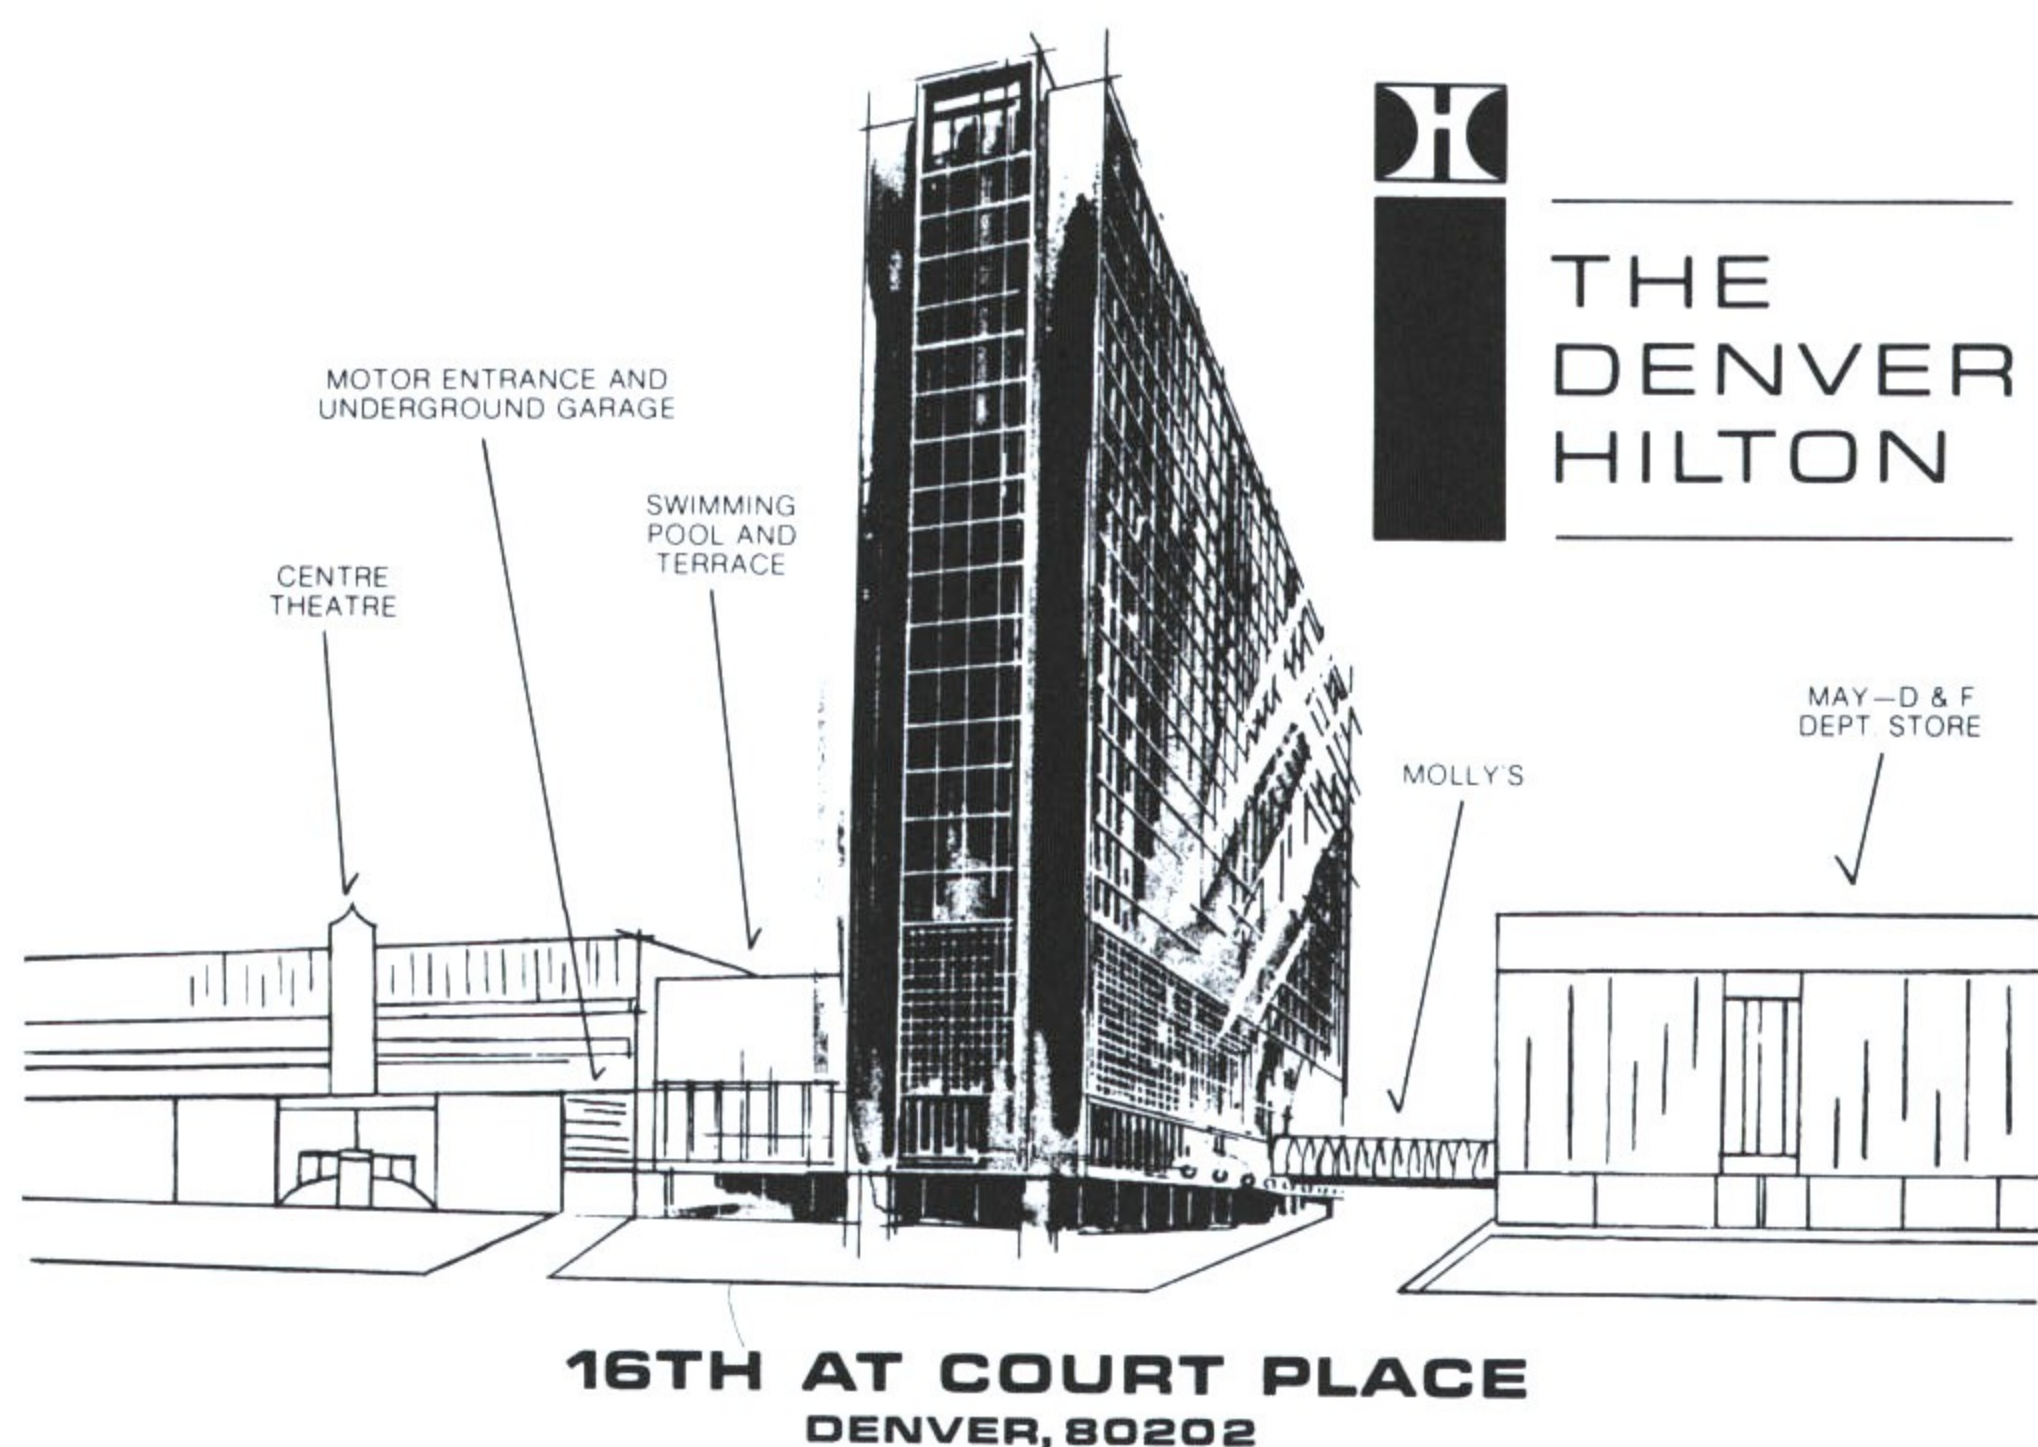 H
THE
DENVER
HILTON
MOTOR ENTRANCE AND
UNDERGROUND GARAGE
SWIMMING
POOL AND
TERRACE
CENTRE
THEATRE
MAY—D & F
DEPT. STORE
MOLLY'S
16TH AT COURT PLACE
DENVER, 80202